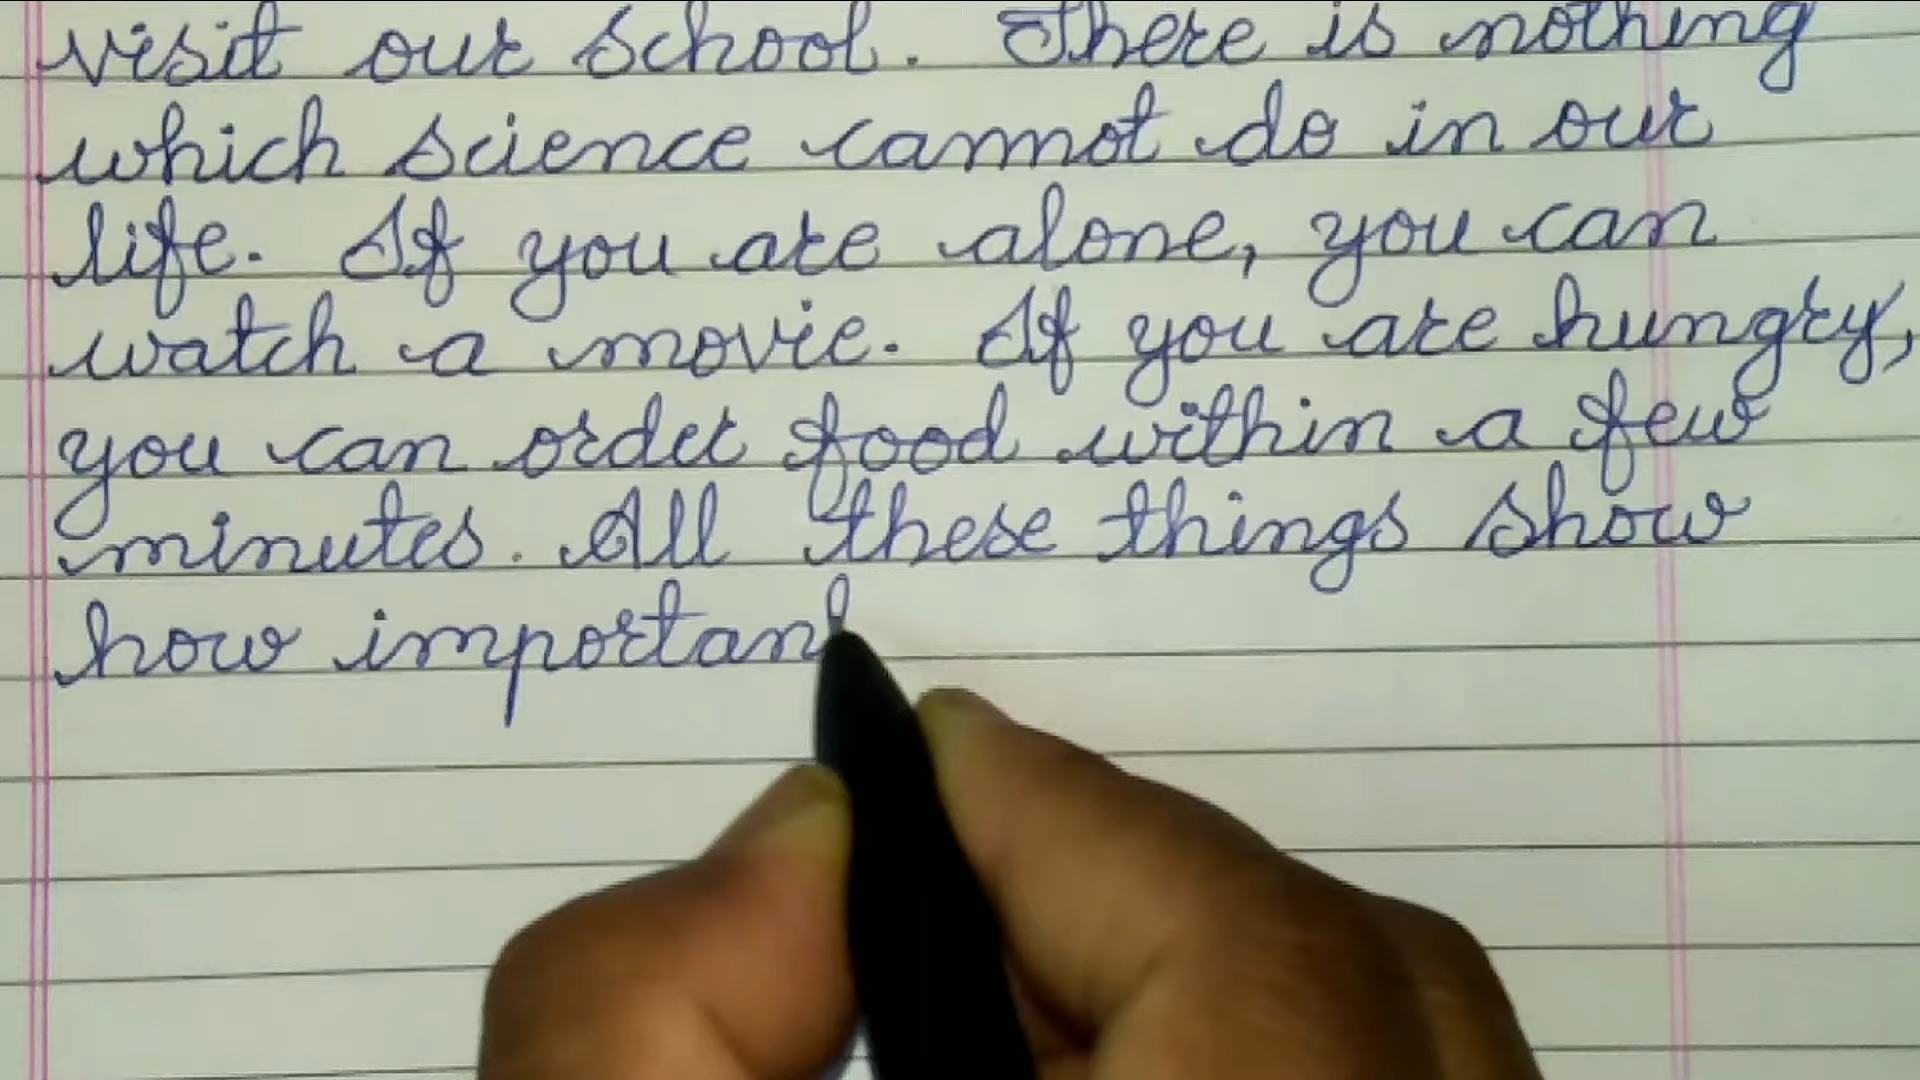 visit our school. There is nothing
which science cannot do in our
life. If you are alone, you can
watch a movie. If you are hungry,
you can order food within a few
minutes. All these things show
how important